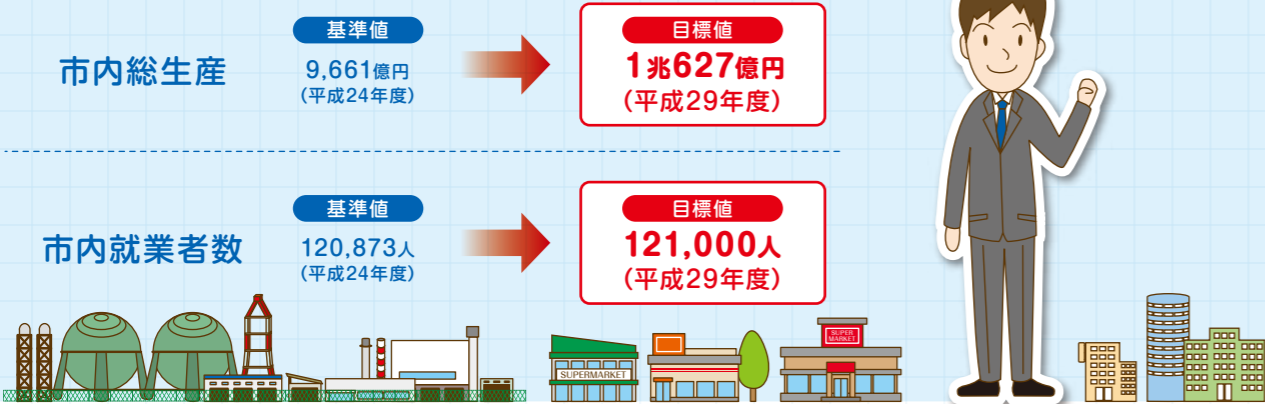 市内総生産
基準値
9,661億円
(平成24年度)
目標値
1兆627億円
(平成29年度)
市内就業者数
基準値
120,873人
(平成24年度)
目標値
121,000人
(平成29年度)
SUPERMARKET
SUPER
MARKET